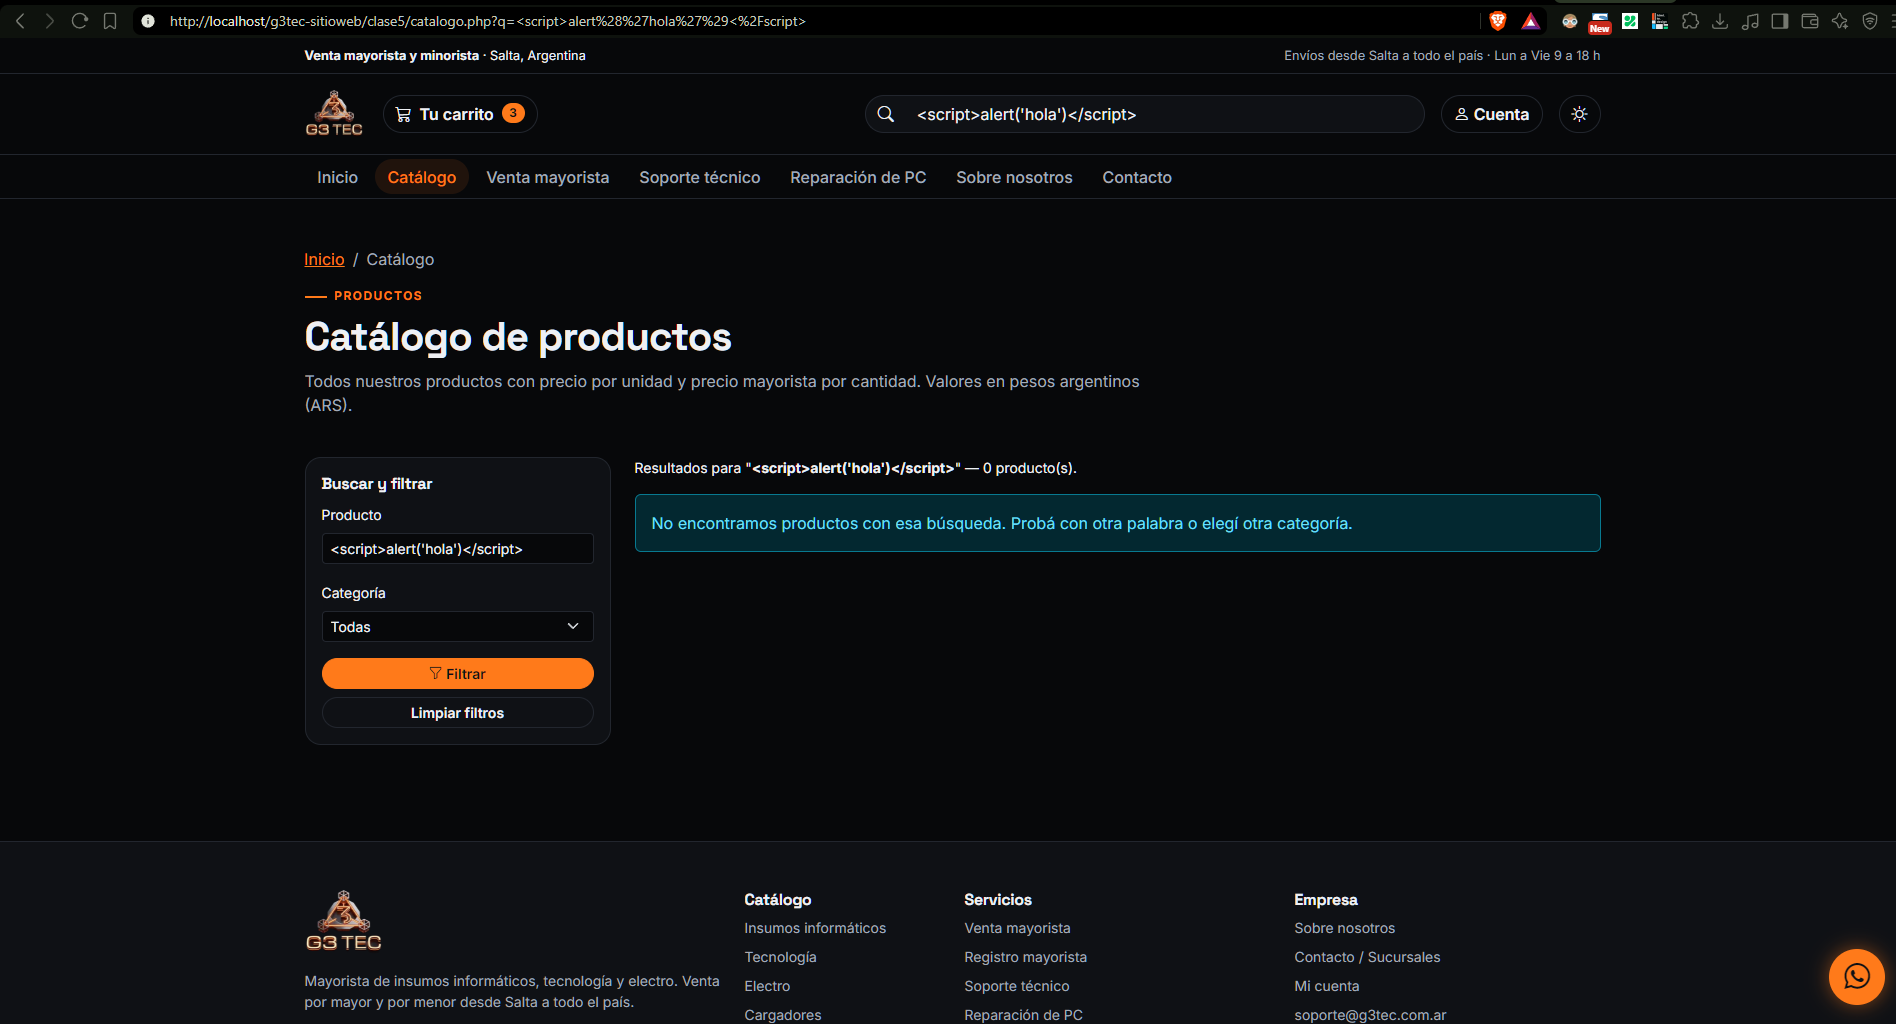 http://localhost/g3tec-sitioweb/clase5/catalogo.php?q=<script>alert%28%27hola%27%29<%2Fscript>
New
Venta mayorista y minorista · Salta, Argentina
Envíos desde Salta a todo el país · Lun a Vie 9 a 18 h
G3 TEC
Tu carrito 3
<script>alert('hola')</script>
Cuenta
Inicio Catálogo Venta mayorista Soporte técnico Reparación de PC Sobre nosotros Contacto
Inicio / Catálogo
PRODUCTOS
Catálogo de productos
Todos nuestros productos con precio por unidad y precio mayorista por cantidad. Valores en pesos argentinos
(ARS).
Buscar y filtrar
Producto
<script>alert('hola')</script>
Categoría
Todas
Filtrar
Limpiar filtros
Resultados para "<script>alert('hola')</script>" — 0 producto(s).
No encontramos productos con esa búsqueda. Probá con otra palabra o elegí otra categoría.
3
G3 TEC
Mayorista de insumos informáticos, tecnología y electro. Venta
por mayor y por menor desde Salta a todo el país.
Catálogo
Insumos informáticos
Tecnología
Electro
Cargadores
Servicios
Venta mayorista
Registro mayorista
Soporte técnico
Reparación de PC
Empresa
Sobre nosotros
Contacto / Sucursales
Mi cuenta
soporte@g3tec.com.ar